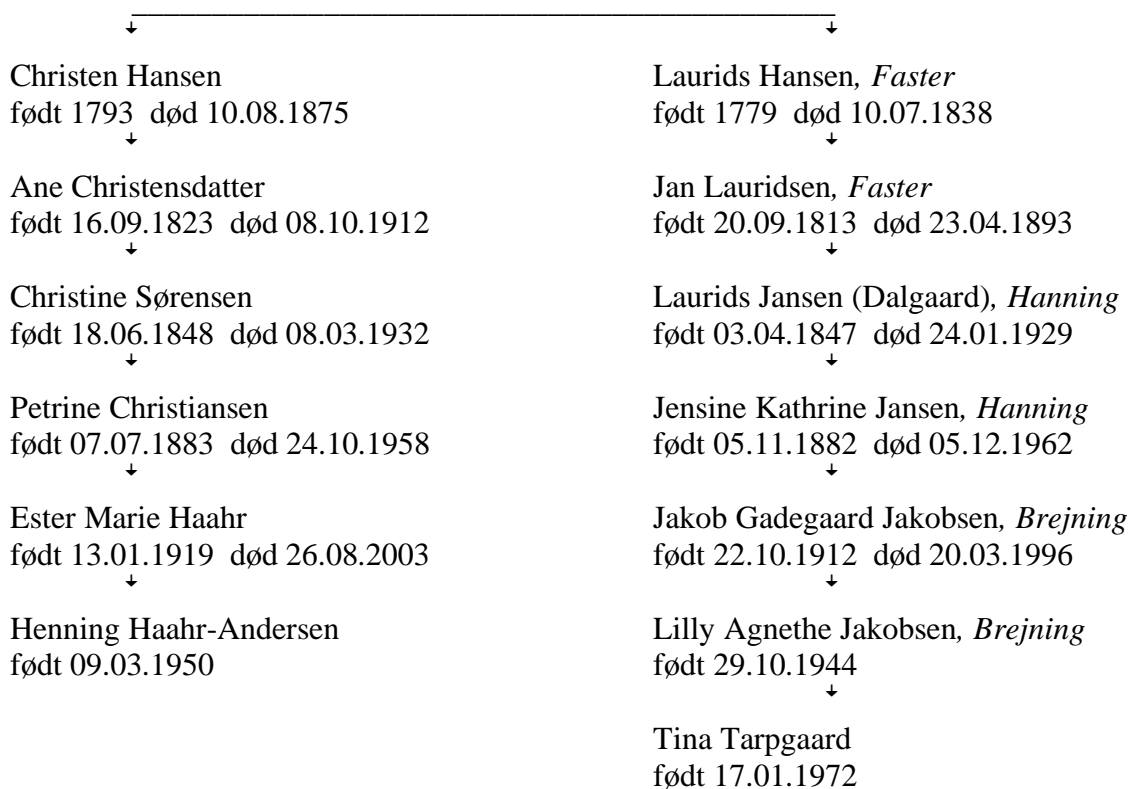 Christen Hansen
født 1793 død 10.08.1875
Ane Christensdatter
født 16.09.1823 død 08.10.1912
Christine Sørensen
født 18.06.1848 død 08.03.1932
Petrine Christiansen
født 07.07.1883 død 24.10.1958
Ester Marie Haahr
født 13.01.1919 død 26.08.2003
Henning Haahr-Andersen
født 09.03.1950
Laurids Hansen, Faster
født 1779 død 10.07.1838
Jan Lauridsen, Faster
født 20.09.1813 død 23.04.1893
Laurids Jansen (Dalgaard), Hanning
født 03.04.1847 død 24.01.1929
Jensine Kathrine Jansen, Hanning
født 05.11.1882 død 05.12.1962
Jakob Gadegaard Jakobsen, Brejning
født 22.10.1912 død 20.03.1996
Lilly Agnethe Jakobsen, Brejning
født 29.10.1944
Tina Tarpgaard
født 17.01.1972